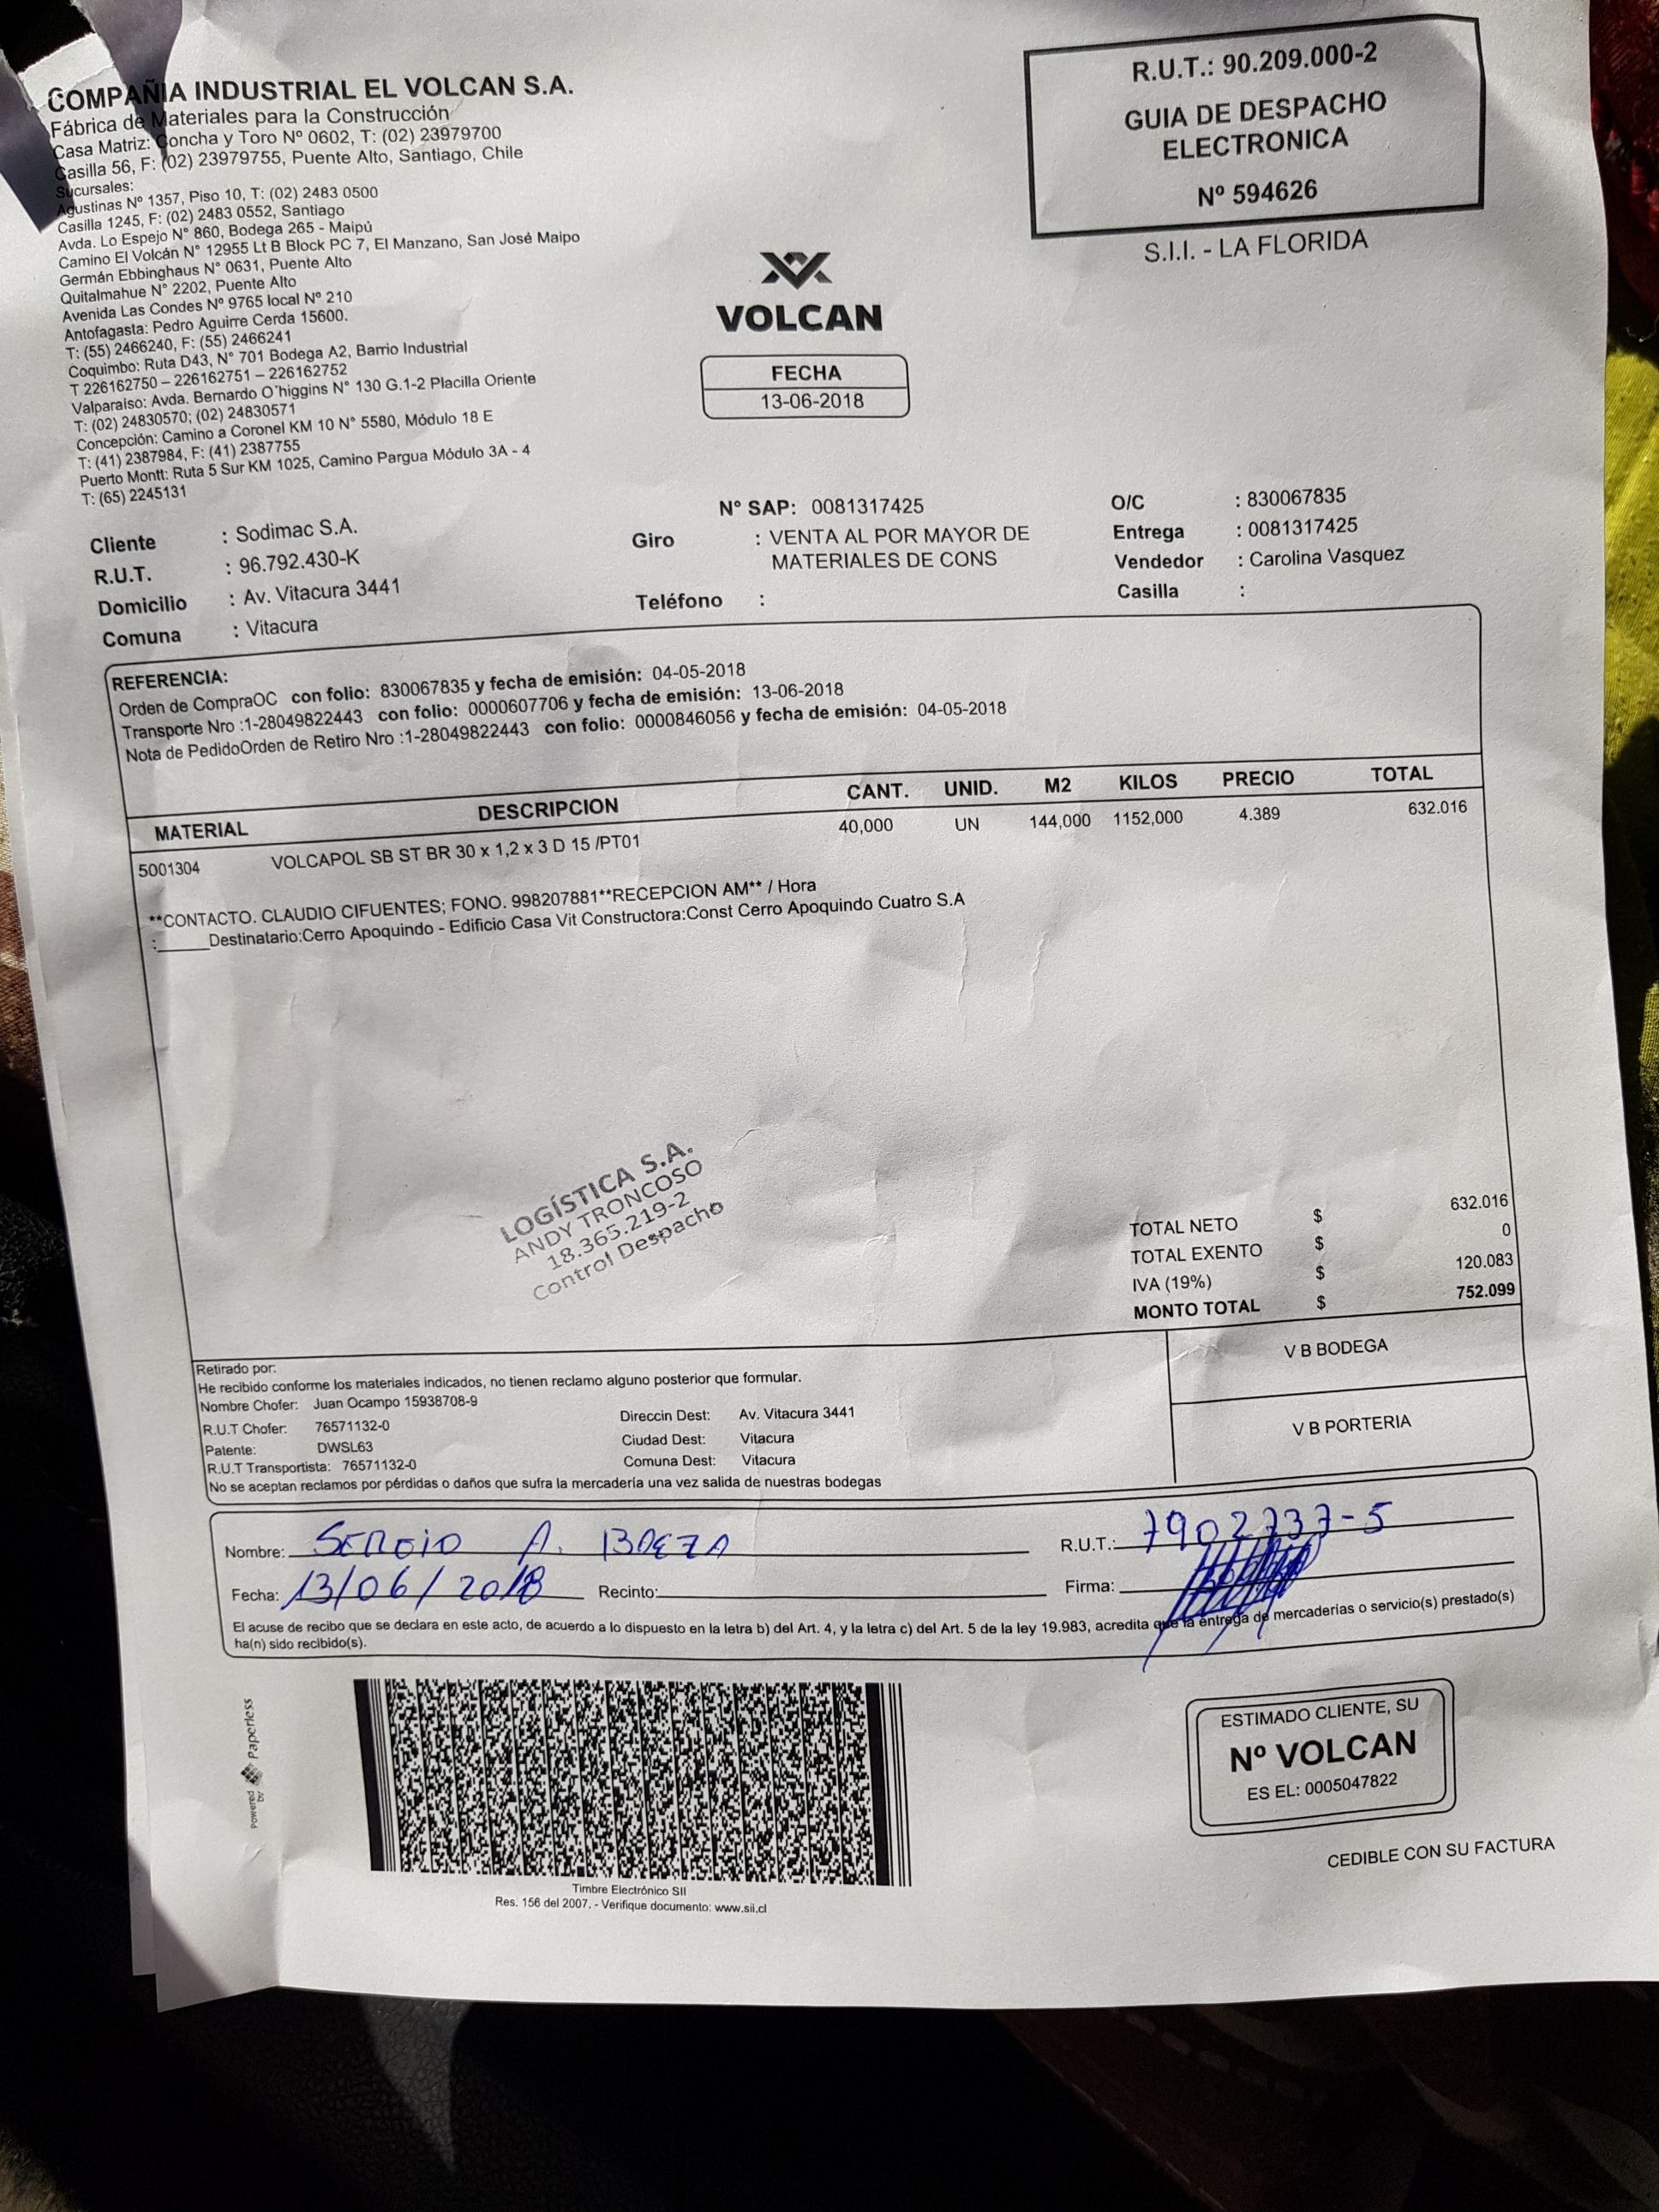 COMPAÑIA INDUSTRIAL EL VOLCAN S.A.
Fábrica de Materiales para la Construcción
Casa Matriz: Concha y Toro Nº 0602, T: (02) 23979700
Casilla 56, F: (02) 23979755, Puente Alto, Santiago, Chile
Sucursales:
Agustinas Nº 1357, Piso 10, T: (02) 2483 0500
Casilla 1245, F: (02) 2483 0552, Santiago
Avda. Lo Espejo N° 860, Bodega 265 - Maipú
Camino El Volcán N° 12955 Lt B Block PC 7, El Manzano, San José Maipo
Germán Ebbinghaus N° 0631, Puente Alto
Quitalmahue N° 2202, Puente Alto
Avenida Las Condes Nº 9765 local Nº 210
Antofagasta: Pedro Aguirre Cerda 15600.
T: (55) 2466240, F: (55) 2466241
Coquimbo: Ruta D43, N° 701 Bodega A2, Barrio Industrial
T 226162750 – 226162751 – 226162752
Valparaíso: Avda. Bernardo O´higgins N° 130 G.1-2 Placilla Oriente
T: (02) 24830570; (02) 24830571
Concepción: Camino a Coronel KM 10 N° 5580, Módulo 18 E
T: (41) 2387984, F: (41) 2387755
Puerto Montt: Ruta 5 Sur KM 1025, Camino Pargua Módulo 3A - 4
T: (65) 2245131
R.U.T.: 90.209.000-2
GUIA DE DESPACHO
ELECTRONICA
Nº 594626
S.I.I. - LA FLORIDA
VOLCAN
FECHA
13-06-2018
Cliente : Sodimac S.A.
R.U.T. : 96.792.430-K
Domicilio : Av. Vitacura 3441
Comuna : Vitacura
Nº SAP: 0081317425
Giro : VENTA AL POR MAYOR DE
MATERIALES DE CONS
Teléfono :
O/C : 830067835
Entrega : 0081317425
Vendedor : Carolina Vasquez
Casilla :
REFERENCIA:
Orden de CompraOC con folio: 830067835 y fecha de emisión: 04-05-2018
Transporte Nro :1-28049822443 con folio: 0000607706 y fecha de emisión: 13-06-2018
Nota de PedidoOrden de Retiro Nro :1-28049822443 con folio: 0000846056 y fecha de emisión: 04-05-2018
MATERIAL DESCRIPCION CANT. UNID. M2 KILOS PRECIO TOTAL
5001304 VOLCAPOL SB ST BR 30 x 1,2 x 3 D 15 /PT01 40,000 UN 144,000 1152,000 4.389 632.016
**CONTACTO. CLAUDIO CIFUENTES; FONO. 998207881**RECEPCION AM** / Hora
:______Destinatario:Cerro Apoquindo - Edificio Casa Vit Constructora:Const Cerro Apoquindo Cuatro S.A
LOGÍSTICA S.A.
ANDY TRONCOSO
18.365.219-2
Control Despacho
TOTAL NETO $ 632.016
TOTAL EXENTO $ 0
IVA (19%) $ 120.083
MONTO TOTAL $ 752.099
Retirado por:
He recibido conforme los materiales indicados, no tienen reclamo alguno posterior que formular.
Nombre Chofer: Juan Ocampo 15938708-9
R.U.T Chofer: 76571132-0
Patente: DWSL63
R.U.T Transportista: 76571132-0
Direccin Dest: Av. Vitacura 3441
Ciudad Dest: Vitacura
Comuna Dest: Vitacura
No se aceptan reclamos por pérdidas o daños que sufra la mercadería una vez salida de nuestras bodegas
V B BODEGA
V B PORTERIA
Nombre: SERGIO A. BAEZA R.U.T.: 7902737-5
Fecha: 13/06/2018 Recinto: Firma:
El acuse de recibo que se declara en este acto, de acuerdo a lo dispuesto en la letra b) del Art. 4, y la letra c) del Art. 5 de la ley 19.983, acredita que la entrega de mercaderías o servicio(s) prestado(s)
ha(n) sido recibido(s).
Powered by Paperless
Timbre Electrónico SII
Res. 156 del 2007. - Verifique documento: www.sii.cl
ESTIMADO CLIENTE, SU
Nº VOLCAN
ES EL: 0005047822
CEDIBLE CON SU FACTURA